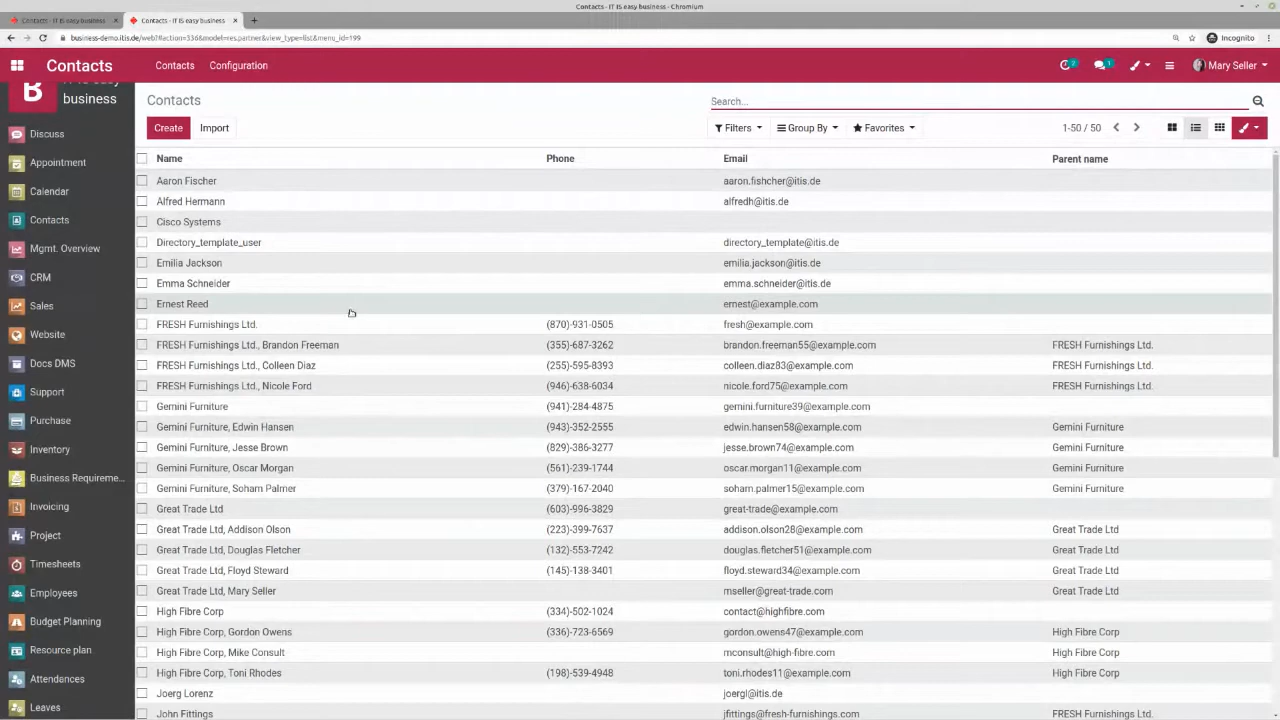 Contacts - IT IS easy business - Chromium
Contacts - IT IS easy business × Contacts - IT IS easy business × +
business-demo.itis.de/web?#action=336&model=res.partner&view_type=list&menu_id=199 Incognito
Contacts Contacts Configuration 2 1 Mary Seller
B
business
Contacts Search...
Create Import Filters Group By Favorites 1-50 / 50
Discuss
Appointment
Calendar
Contacts
Mgmt. Overview
CRM
Sales
Website
Docs DMS
Support
Purchase
Inventory
Business Requireme...
Invoicing
Project
Timesheets
Employees
Budget Planning
Resource plan
Attendances
Leaves
Name Phone Email Parent name
Aaron Fischer aaron.fishcher@itis.de
Alfred Hermann alfredh@itis.de
Cisco Systems
Directory_template_user directory_template@itis.de
Emilia Jackson emilia.jackson@itis.de
Emma Schneider emma.schneider@itis.de
Ernest Reed ernest@example.com
FRESH Furnishings Ltd. (870)-931-0505 fresh@example.com
FRESH Furnishings Ltd., Brandon Freeman (355)-687-3262 brandon.freeman55@example.com FRESH Furnishings Ltd.
FRESH Furnishings Ltd., Colleen Diaz (255)-595-8393 colleen.diaz83@example.com FRESH Furnishings Ltd.
FRESH Furnishings Ltd., Nicole Ford (946)-638-6034 nicole.ford75@example.com FRESH Furnishings Ltd.
Gemini Furniture (941)-284-4875 gemini.furniture39@example.com
Gemini Furniture, Edwin Hansen (943)-352-2555 edwin.hansen58@example.com Gemini Furniture
Gemini Furniture, Jesse Brown (829)-386-3277 jesse.brown74@example.com Gemini Furniture
Gemini Furniture, Oscar Morgan (561)-239-1744 oscar.morgan11@example.com Gemini Furniture
Gemini Furniture, Soham Palmer (379)-167-2040 soham.palmer15@example.com Gemini Furniture
Great Trade Ltd (603)-996-3829 great-trade@example.com
Great Trade Ltd, Addison Olson (223)-399-7637 addison.olson28@example.com Great Trade Ltd
Great Trade Ltd, Douglas Fletcher (132)-553-7242 douglas.fletcher51@example.com Great Trade Ltd
Great Trade Ltd, Floyd Steward (145)-138-3401 floyd.steward34@example.com Great Trade Ltd
Great Trade Ltd, Mary Seller mseller@great-trade.com Great Trade Ltd
High Fibre Corp (334)-502-1024 contact@highfibre.com
High Fibre Corp, Gordon Owens (336)-723-6569 gordon.owens47@example.com High Fibre Corp
High Fibre Corp, Mike Consult mconsult@high-fibre.com High Fibre Corp
High Fibre Corp, Toni Rhodes (198)-539-4948 toni.rhodes11@example.com High Fibre Corp
Joerg Lorenz joergl@itis.de
John Fittings jfittings@fresh-furnishings.com FRESH Furnishings Ltd.